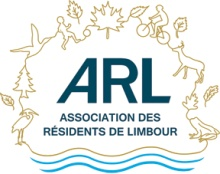 ARL
ASSOCIATION DES
RÉSIDENTS DE LIMBOUR